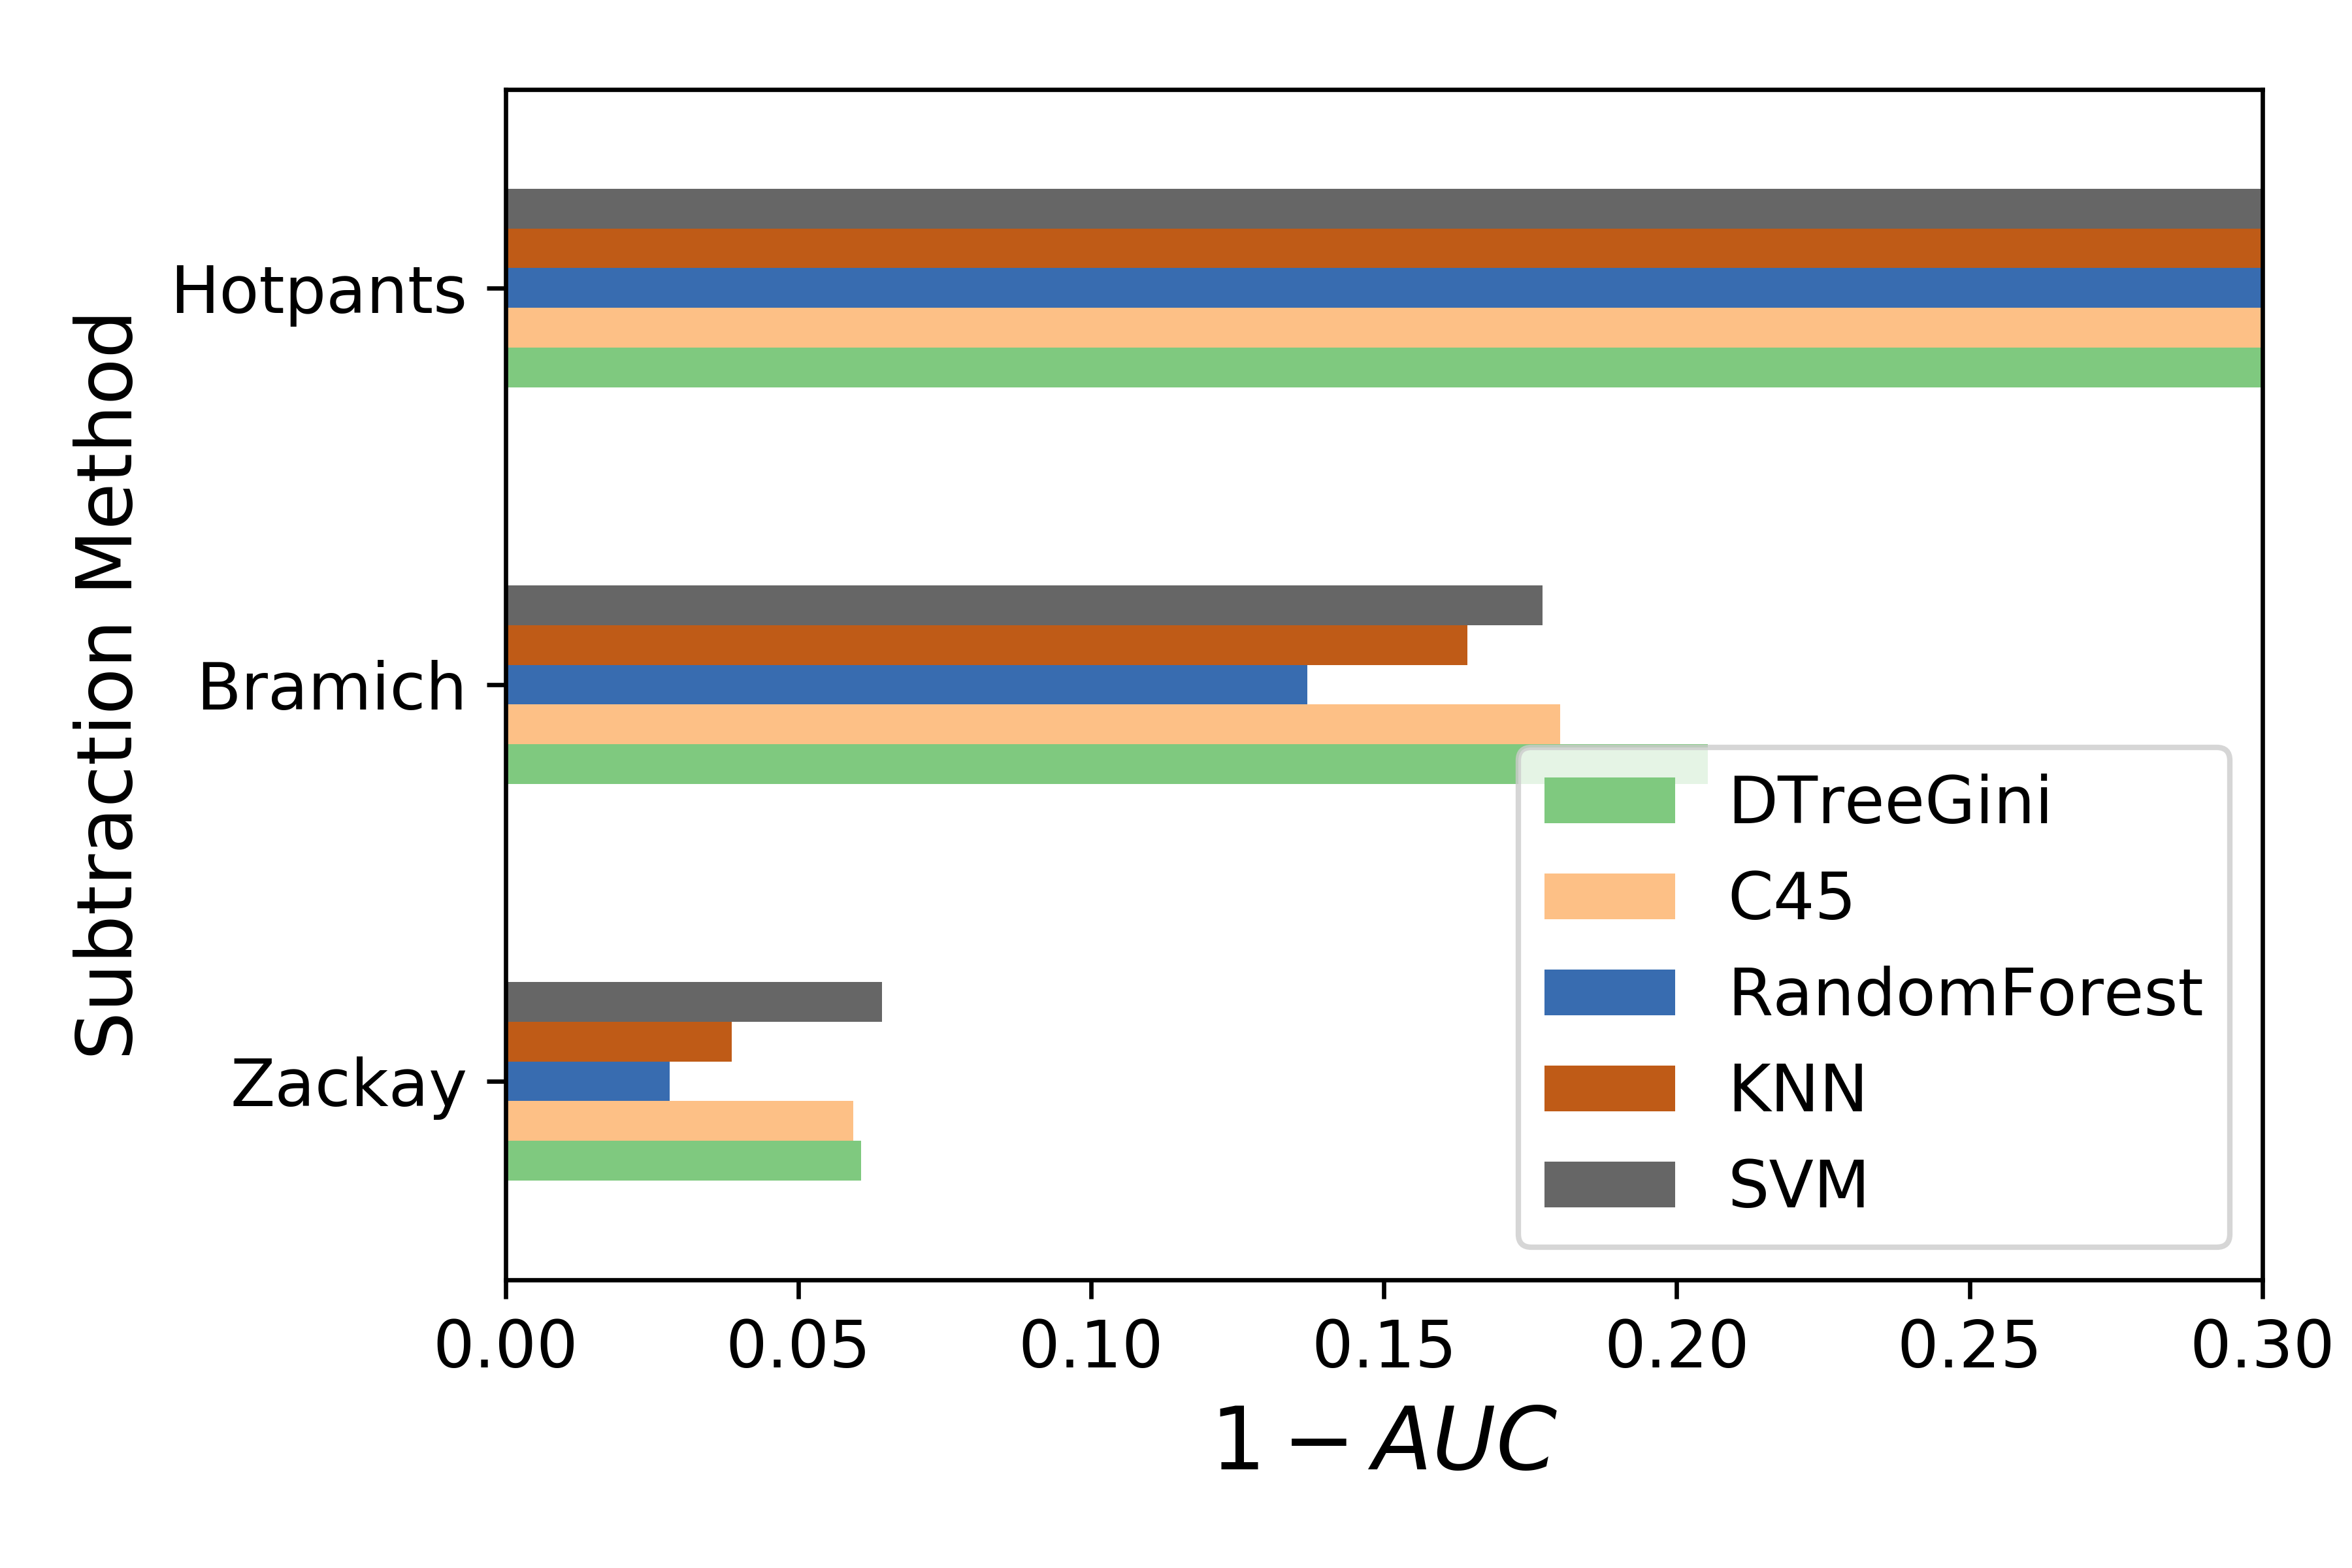 Subtraction Method
Hotpants
Bramich
Zackay
DTreeGini
C45
RandomForest
KNN
SVM
0.00 0.05 0.10 0.15 0.20 0.25 0.30
1 − AUC